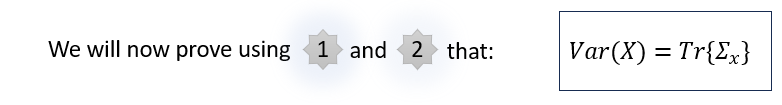 We will now prove using 1 and 2 that: Var(X) = Tr{Σₓ}